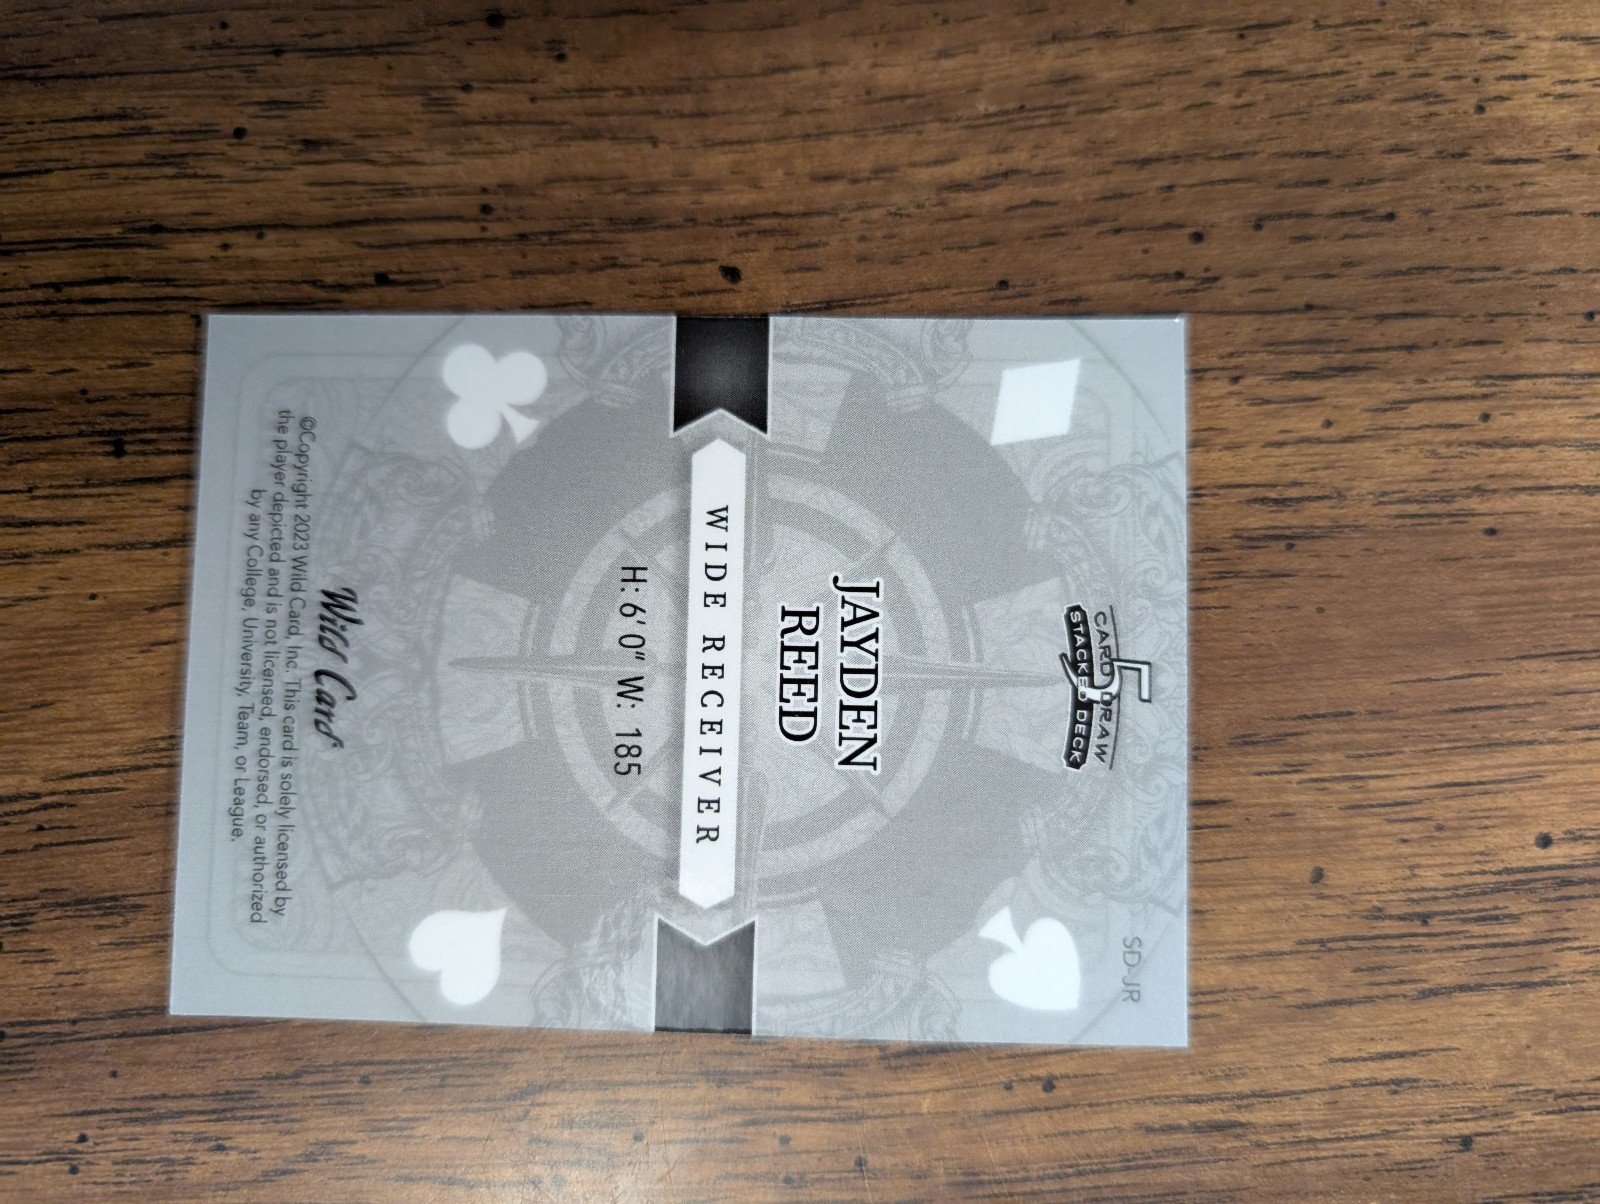 SD-JR
5
CARD DRAW
STACKED DECK
JAYDEN
REED
WIDE RECEIVER
H: 6' 0" W: 185
Wild Card
©Copyright 2023 Wild Card, Inc. This card is solely licensed by
the player depicted and is not licensed, endorsed, or authorized
by any College, University, Team, or League.